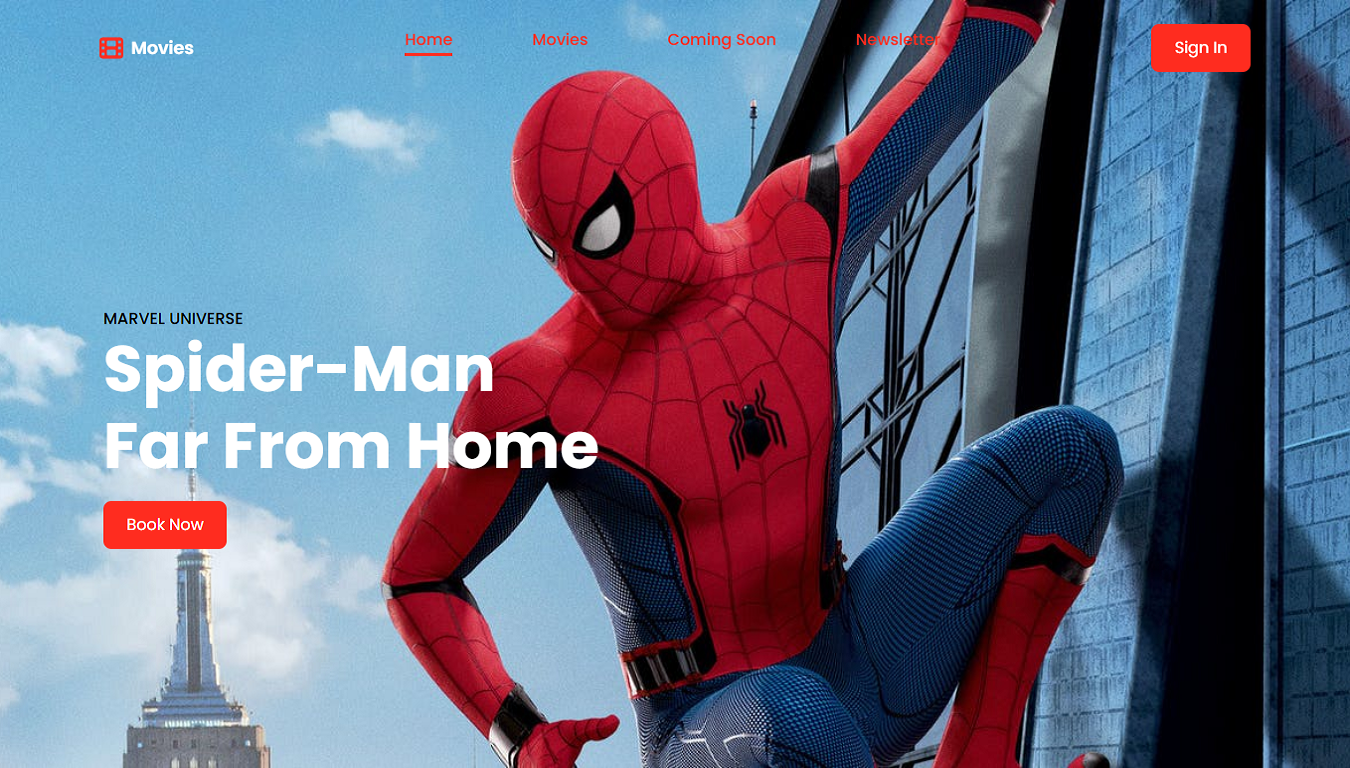 Movies
Home
Movies
Coming Soon
Newsletter
Sign In
MARVEL UNIVERSE
Spider-Man
Far From Home
Book Now